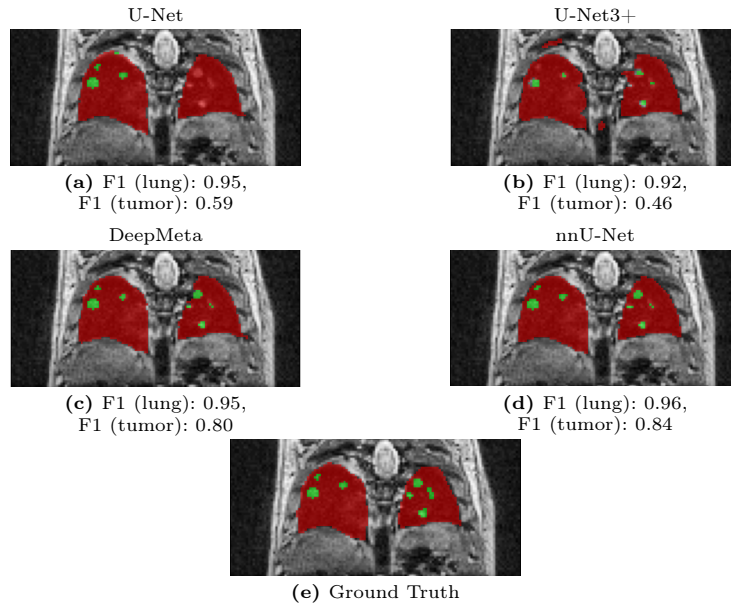 U-Net
U-Net3+
(a) F1 (lung): 0.95,
F1 (tumor): 0.59
(b) F1 (lung): 0.92,
F1 (tumor): 0.46
DeepMeta
nnU-Net
(c) F1 (lung): 0.95,
F1 (tumor): 0.80
(d) F1 (lung): 0.96,
F1 (tumor): 0.84
(e) Ground Truth